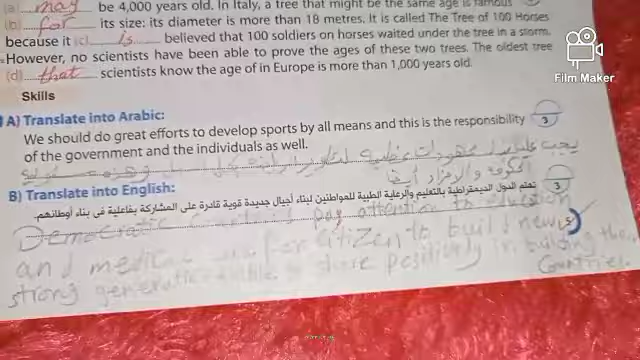 (a) may be 4,000 years old. In Italy, a tree that might be the same age is famous
(b) for its size: its diameter is more than 18 metres. It is called The Tree of 100 Horses
because it (c) is believed that 100 soldiers on horses waited under the tree in a storm.
However, no scientists have been able to prove the ages of these two trees. The oldest tree
(d) that scientists know the age of in Europe is more than 1,000 years old.
Film Maker
Skills
A) Translate into Arabic:
We should do great efforts to develop sports by all means and this is the responsibility
3
of the government and the individuals as well.
يجب
الحكومة والأفراد أيضا
B) Translate into English:
3
تهتم الدول الديمقراطية بالتعليم والرعاية الطبية للمواطنين لبناء أجيال جديدة قوية قادرة على المشاركة بفاعلية فى بناء أوطانهم.
Democratic pay attention to education
and medical for citizen to build new
strong positively in building
Countries.